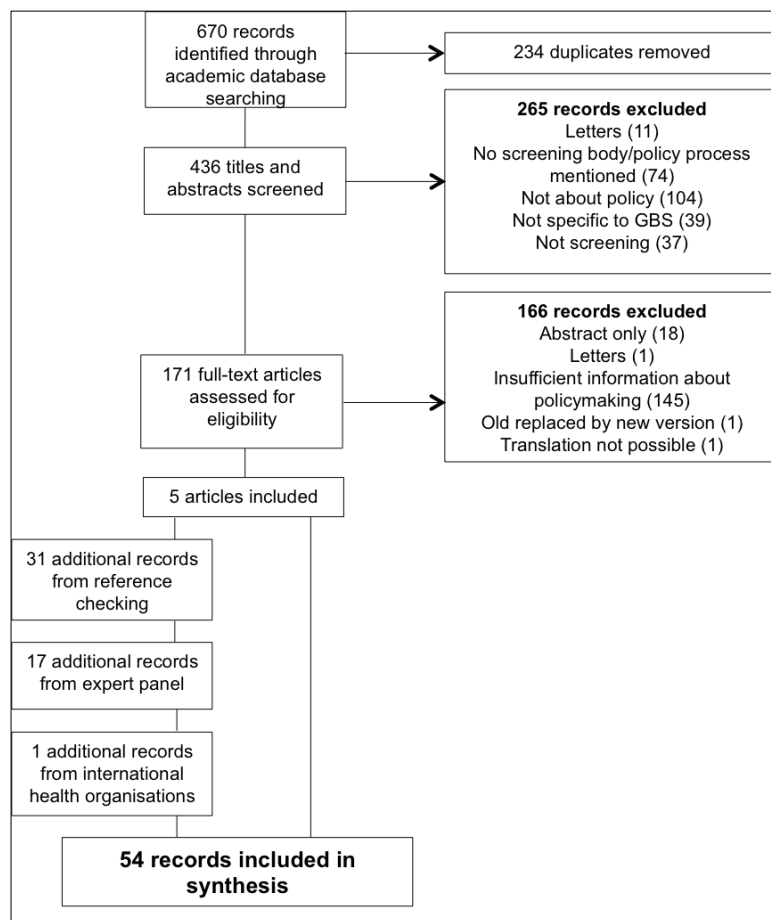 670 records
identified through
academic database
searching
234 duplicates removed
265 records excluded
Letters (11)
No screening body/policy process
mentioned (74)
Not about policy (104)
Not specific to GBS (39)
Not screening (37)
436 titles and
abstracts screened
166 records excluded
Abstract only (18)
Letters (1)
Insufficient information about
policymaking (145)
Old replaced by new version (1)
Translation not possible (1)
171 full-text articles
assessed for
eligibility
5 articles included
31 additional records
from reference
checking
17 additional records
from expert panel
1 additional records
from international
health organisations
54 records included in
synthesis